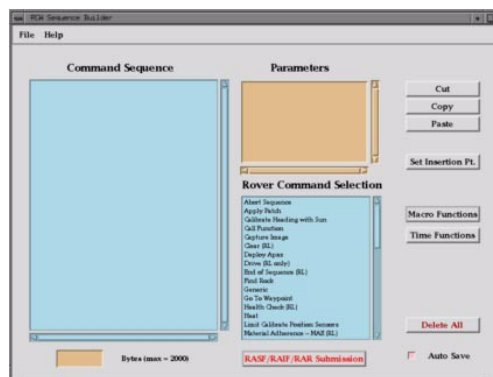 RCW Sequence Builder
File Help
Command Sequence
Parameters
Cut
Copy
Paste
Set Insertion Pt.
Rover Command Selection
Abort Sequence
Apply Patch
Calibrate Heading with Sun
Call Function
Capture Image
Clear (RL)
Deploy Apxs
Drive (RL only)
End of Sequence (RL)
Find Rock
Generic
Go To Waypoint
Health Check (RL)
Heat
Limit Calibrate Position Sensors
Material Adherence - MAE (RL)
Macro Functions
Time Functions
Delete All
Bytes (max = 2000)
RASF/RAIF/RAR Submission
Auto Save